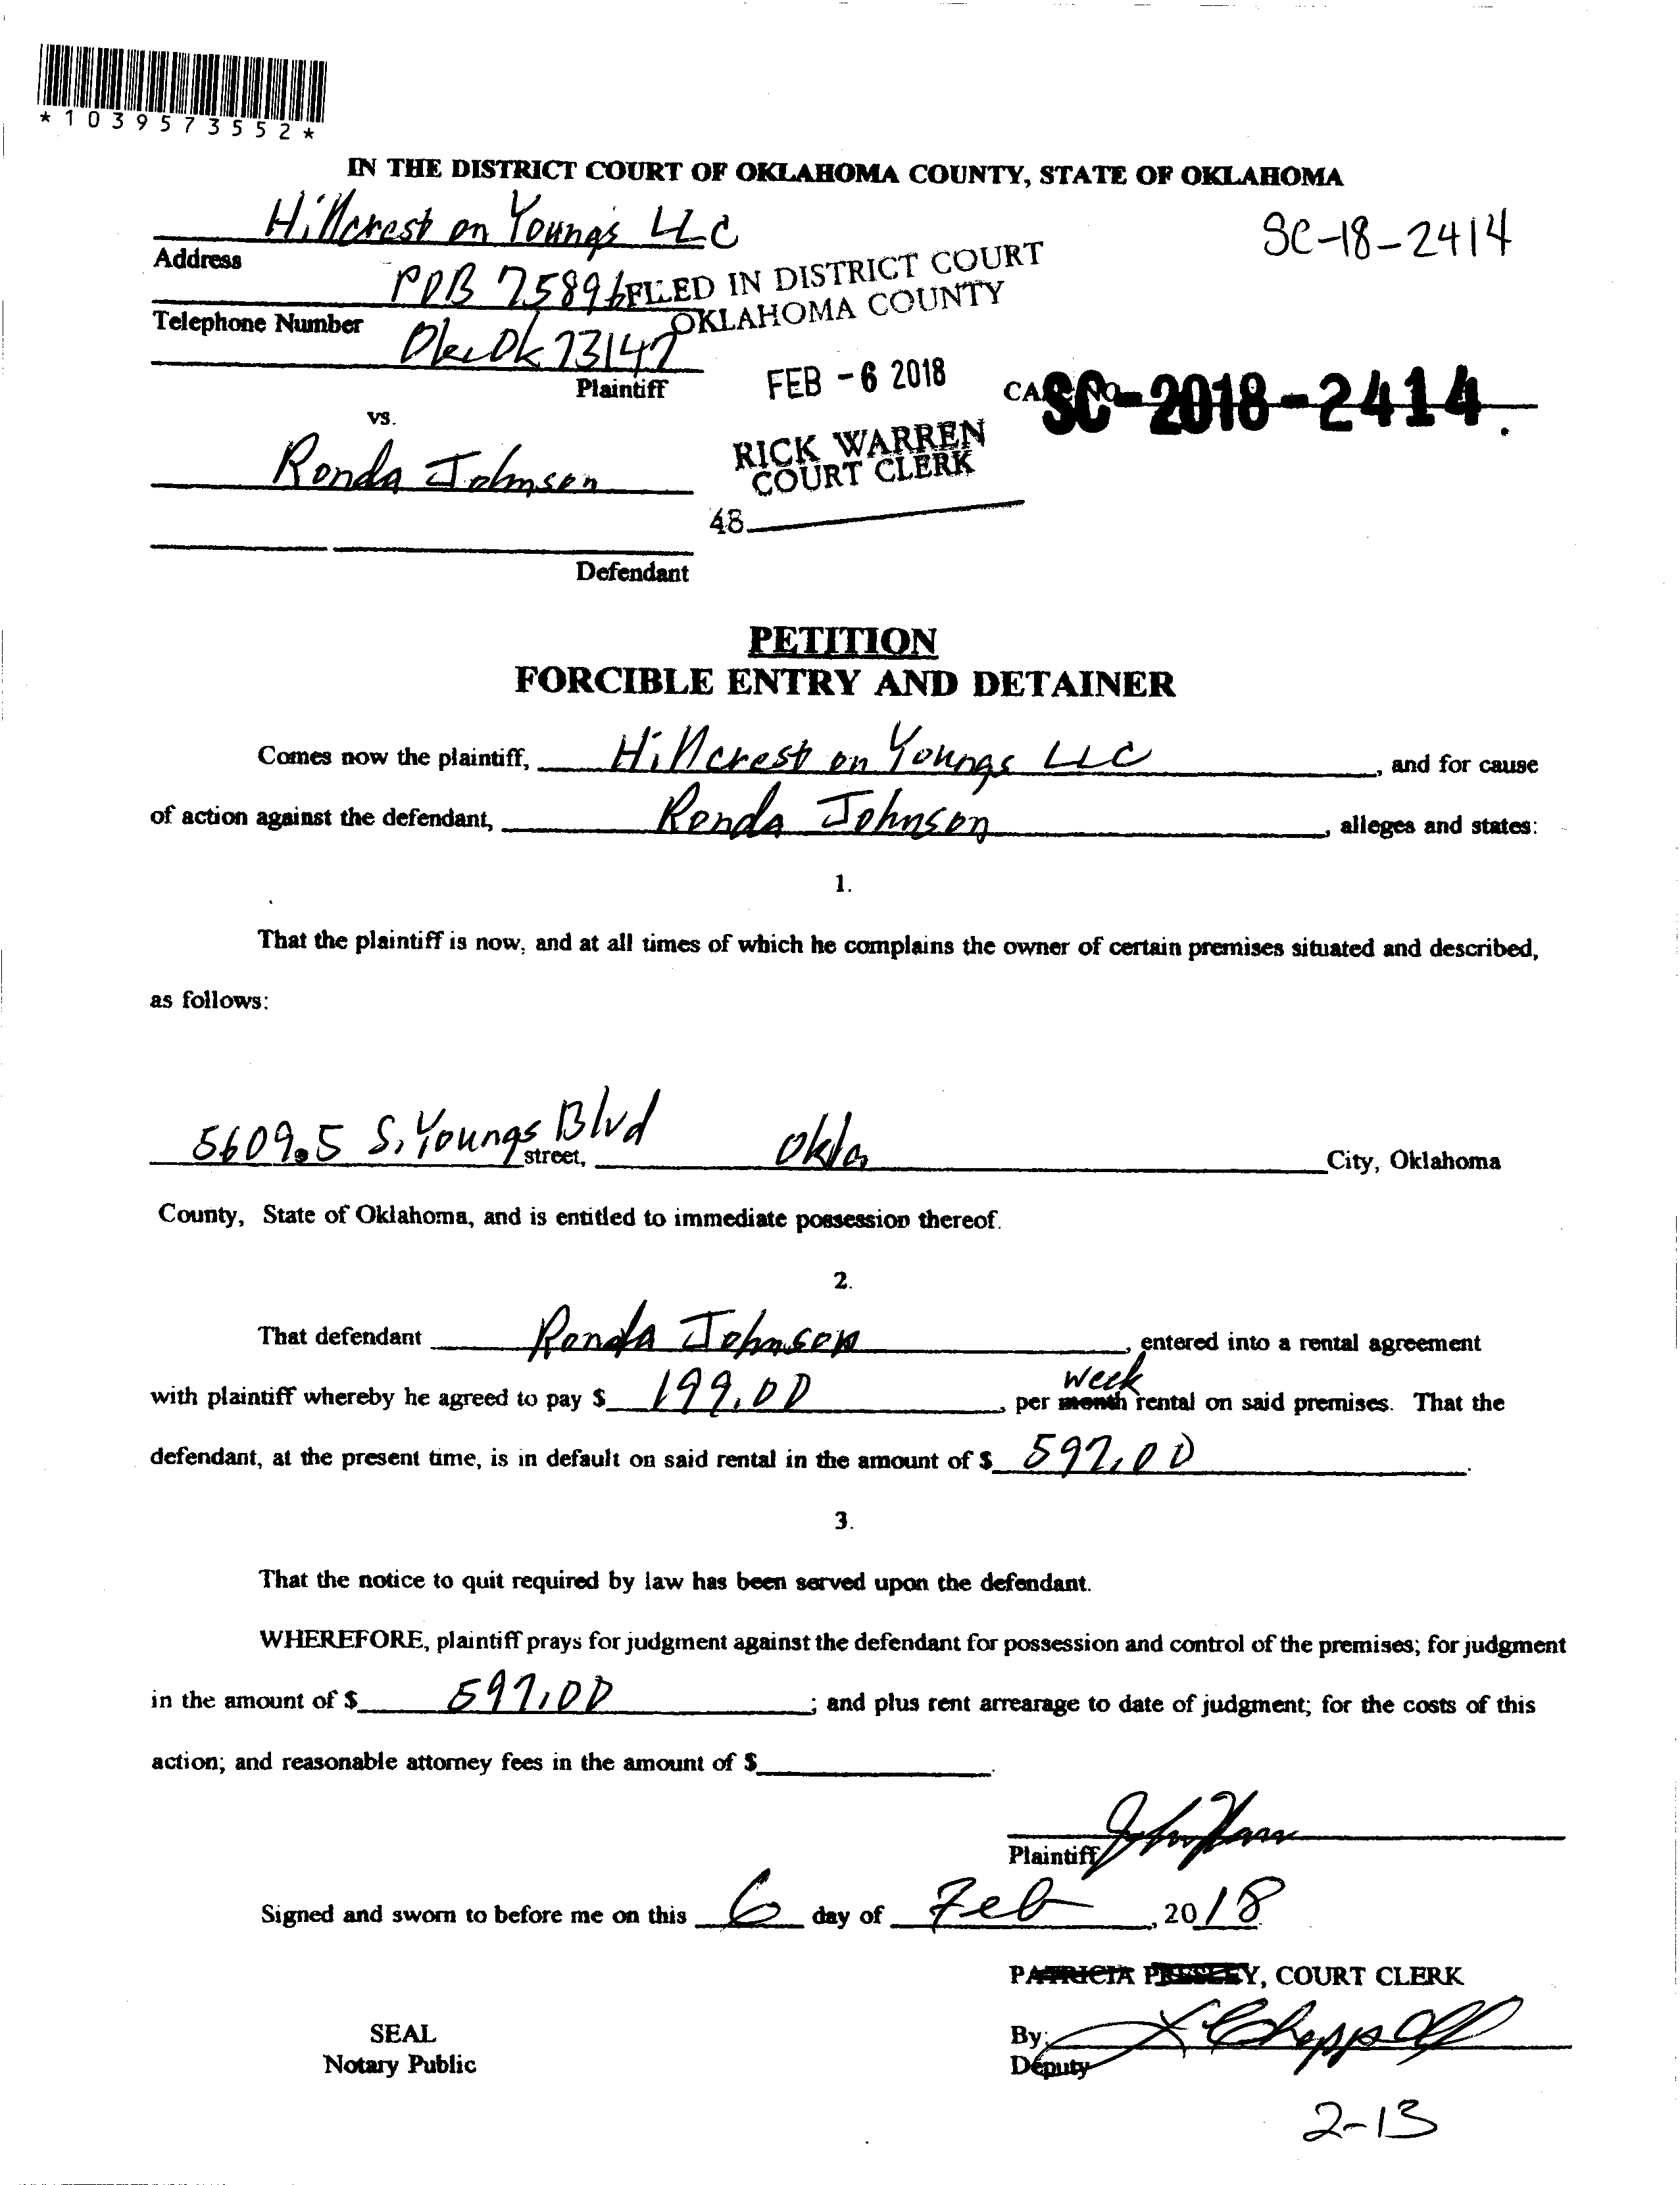 *1039573552*
IN THE DISTRICT COURT OF OKLAHOMA COUNTY, STATE OF OKLAHOMA
Hillcrest on Youngs LLC
SC-18-2414
Address
POB 75896
FILED IN DISTRICT COURT
OKLAHOMA COUNTY
Telephone Number
Okc Ok 73147
Plaintiff
FEB -6 2018
CASE NO. SC-2018-2414
vs.
RICK WARREN
COURT CLERK
Ronda Johnson
48
Defendant
PETITION
FORCIBLE ENTRY AND DETAINER
Comes now the plaintiff, Hillcrest on Youngs LLC, and for cause
of action against the defendant, Ronda Johnson, alleges and states:
1.
That the plaintiff is now, and at all times of which he complains the owner of certain premises situated and described,
as follows:
5609.5 S. Youngs Blvd street, Okla City, Oklahoma
County, State of Oklahoma, and is entitled to immediate possession thereof.
2.
That defendant Ronda Johnson, entered into a rental agreement
week
with plaintiff whereby he agreed to pay $ 199.00, per month rental on said premises. That the
defendant, at the present time, is in default on said rental in the amount of $ 597.00.
3.
That the notice to quit required by law has been served upon the defendant.
WHEREFORE, plaintiff prays for judgment against the defendant for possession and control of the premises; for judgment
in the amount of $ 597.00; and plus rent arrearage to date of judgment; for the costs of this
action; and reasonable attorney fees in the amount of $.
Plaintiff
Signed and sworn to before me on this 6 day of Feb, 2018
PATRICIA PRESLEY, COURT CLERK
SEAL
Notary Public
By: Chappell
Deputy
2-13